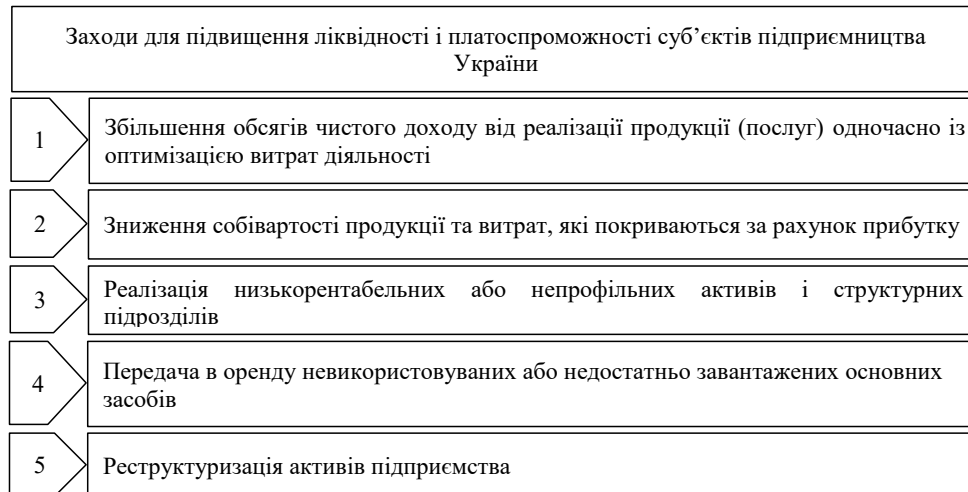 Заходи для підвищення ліквідності і платоспроможності суб’єктів підприємництва
України
1
Збільшення обсягів чистого доходу від реалізації продукції (послуг) одночасно із
оптимізацією витрат діяльності
2
Зниження собівартості продукції та витрат, які покриваються за рахунок прибутку
3
Реалізація низькорентабельних або непрофільних активів і структурних
підрозділів
4
Передача в оренду невикористовуваних або недостатньо завантажених основних
засобів
5
Реструктуризація активів підприємства